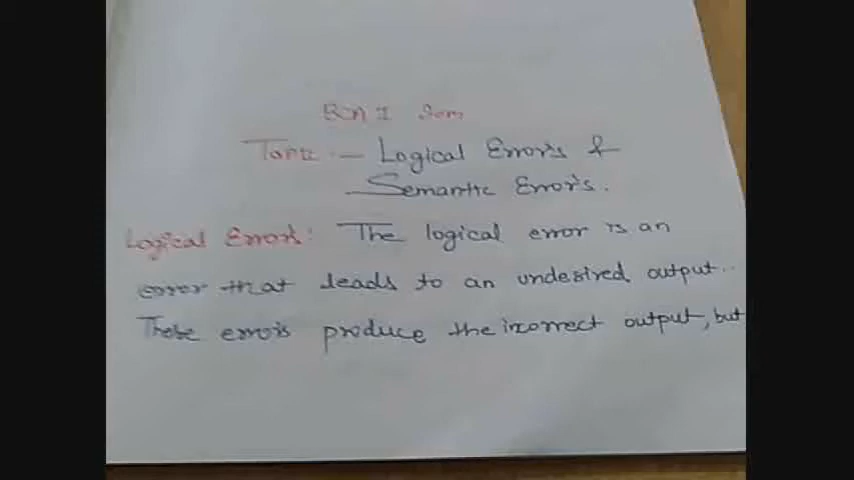 Topic :- Logical Errors &
Semantic Errors.
Logical Errors: The logical error is an
error that leads to an undesired output..
These errors produce the incorrect output, but